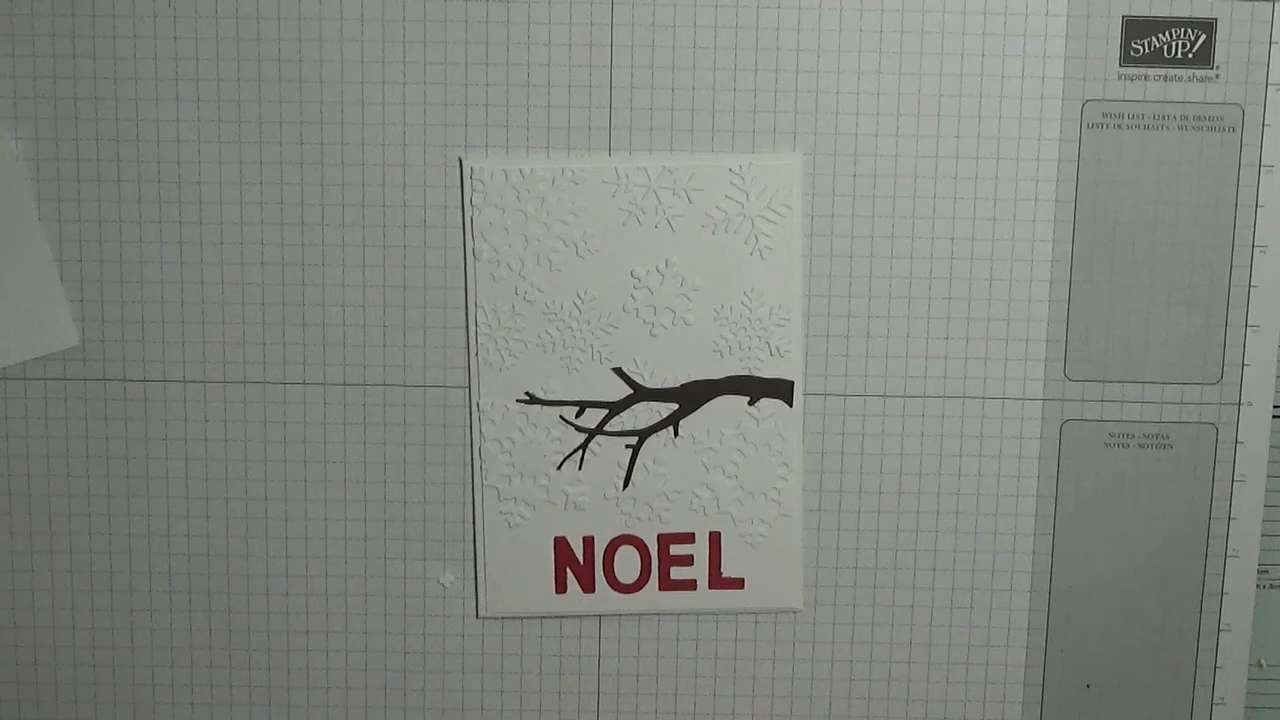 STAMPIN'
UP!
inspire.create.share.®
WISH LIST • LISTA DE DESEOS
LISTE DE SOUHAITS • WUNSCHLISTE
NOTES • NOTAS
NOTES • NOTIZEN
NOEL